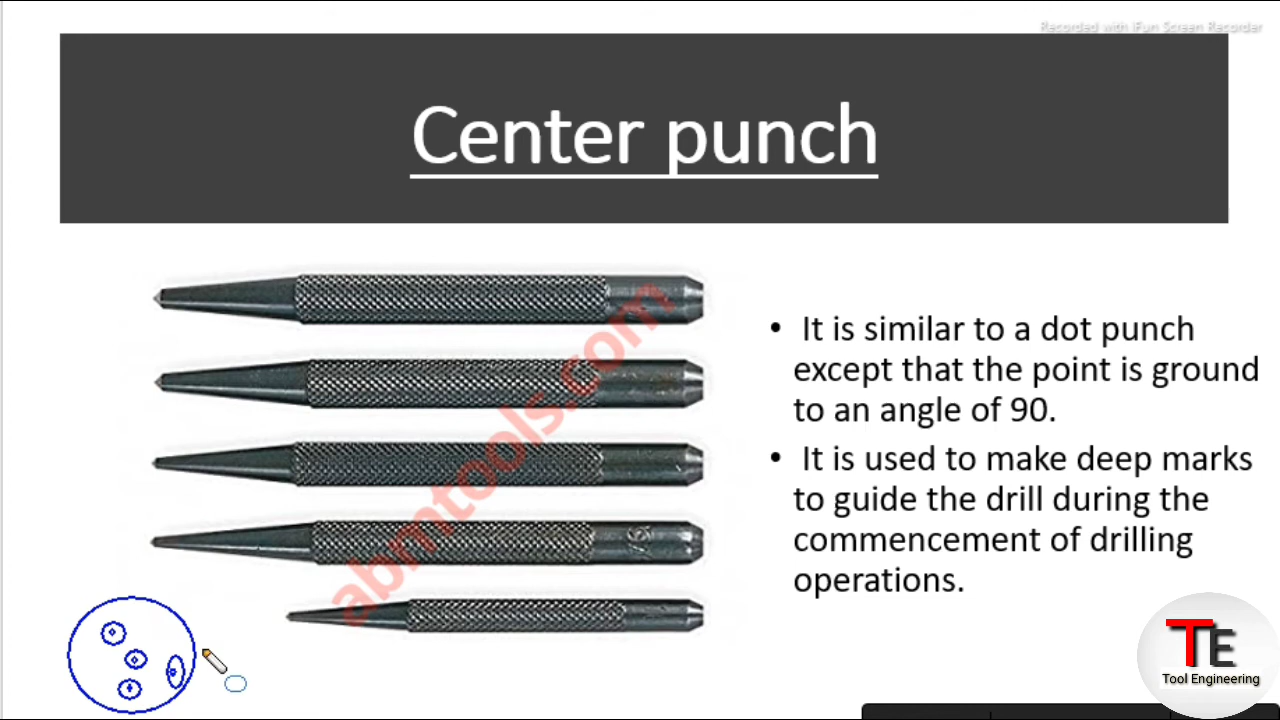 Recorded with iFun Screen Recorder
Center punch
• It is similar to a dot punch
except that the point is ground
to an angle of 90.
• It is used to make deep marks
to guide the drill during the
commencement of drilling
operations.
abmtools.com
TE
Tool Engineering